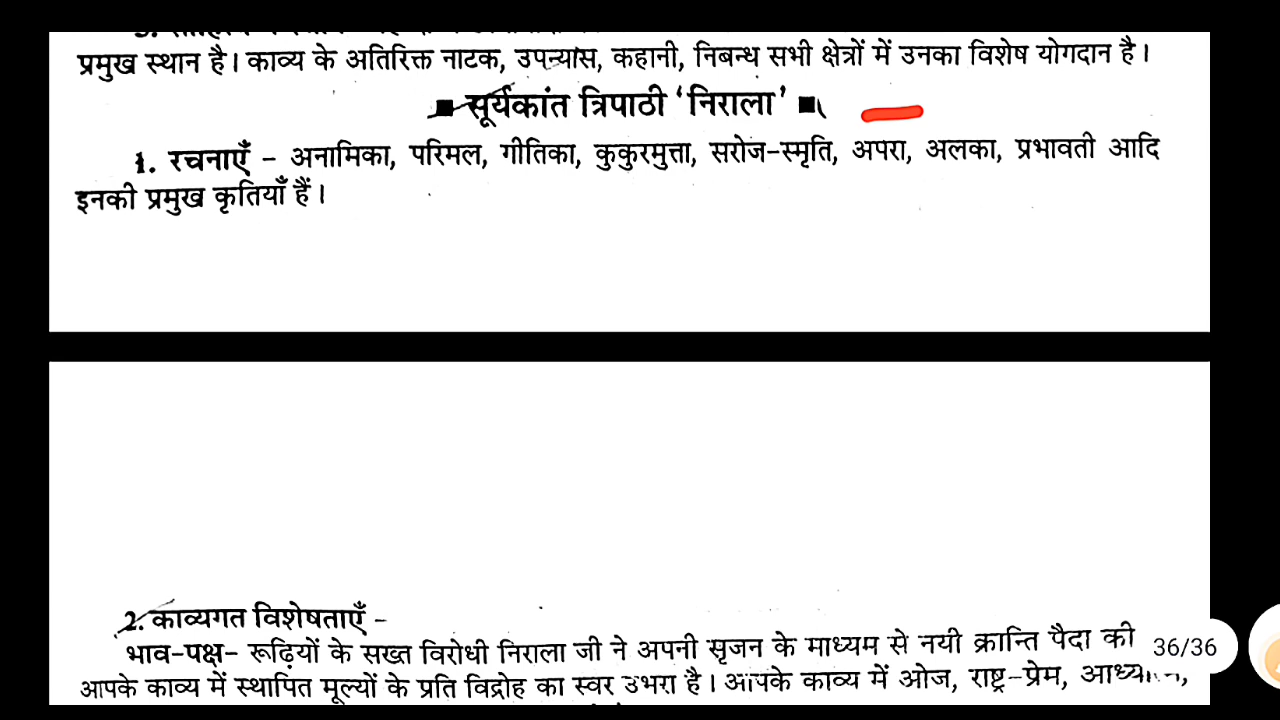 प्रमुख स्थान है। काव्य के अतिरिक्त नाटक, उपन्यास, कहानी, निबन्ध सभी क्षेत्रों में उनका विशेष योगदान है।
■ सूर्यकांत त्रिपाठी 'निराला' ■
1. रचनाएँ - अनामिका, परिमल, गीतिका, कुकुरमुत्ता, सरोज-स्मृति, अपरा, अलका, प्रभावती आदि
इनकी प्रमुख कृतियाँ हैं।
2. काव्यगत विशेषताएँ -
भाव-पक्ष- रूढ़ियों के सख्त विरोधी निराला जी ने अपनी सृजन के माध्यम से नयी क्रान्ति पैदा की
36/36
आपके काव्य में स्थापित मूल्यों के प्रति विद्रोह का स्वर उभरा है। आपके काव्य में ओज, राष्ट्र-प्रेम,